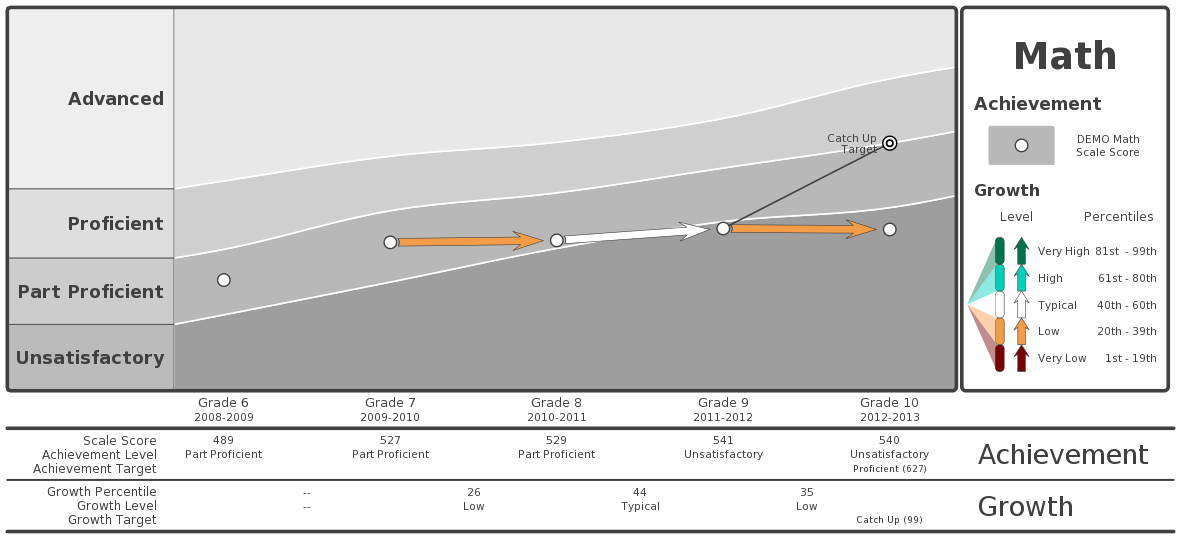 Advanced
Proficient
Part Proficient
Unsatisfactory
Catch Up
Target
Math
Achievement
DEMO Math
Scale Score
Growth
Level Percentiles
Very High 81st - 99th
High 61st - 80th
Typical 40th - 60th
Low 20th - 39th
Very Low 1st - 19th
Grade 6 Grade 7 Grade 8 Grade 9 Grade 10
2008-2009 2009-2010 2010-2011 2011-2012 2012-2013
Scale Score 489 527 529 541 540
Achievement Level Part Proficient Part Proficient Part Proficient Unsatisfactory Unsatisfactory
Achievement Target Proficient (627)
Achievement
Growth Percentile -- 26 44 35
Growth Level -- Low Typical Low
Growth Target Catch Up (99)
Growth